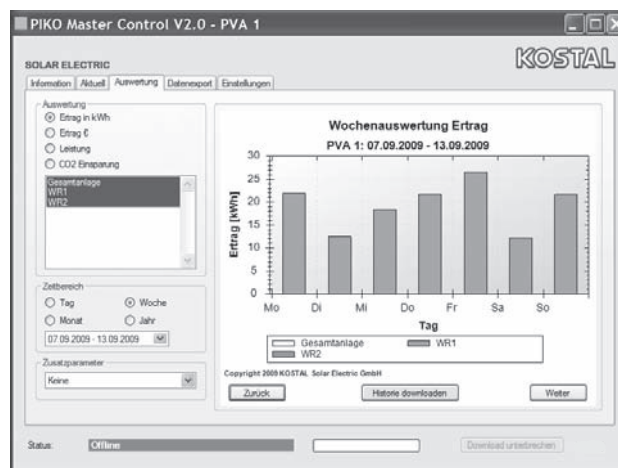 PIKO Master Control V2.0 - PVA 1
SOLAR ELECTRIC
KOSTAL
Information Aktuell Auswertung Datenexport Einstellungen
Auswertung
Ertrag in kWh
Ertrag €
Leistung
CO2 Einsparung
Gesamtanlage
WR1
WR2
Zeitbereich
Tag Woche
Monat Jahr
07.09.2009 - 13.09.2009
Zusatzparameter
Keine
Wochenauswertung Ertrag
PVA 1: 07.09.2009 - 13.09.2009
Ertrag [kWh]
30
25
20
15
10
5
0
Mo Di Mi Do Fr Sa So
Tag
Gesamtanlage WR1
WR2
Copyright 2009 KOSTAL Solar Electric GmbH
Zurück Historie downloaden Weiter
Status: Offline Download unterbrechen